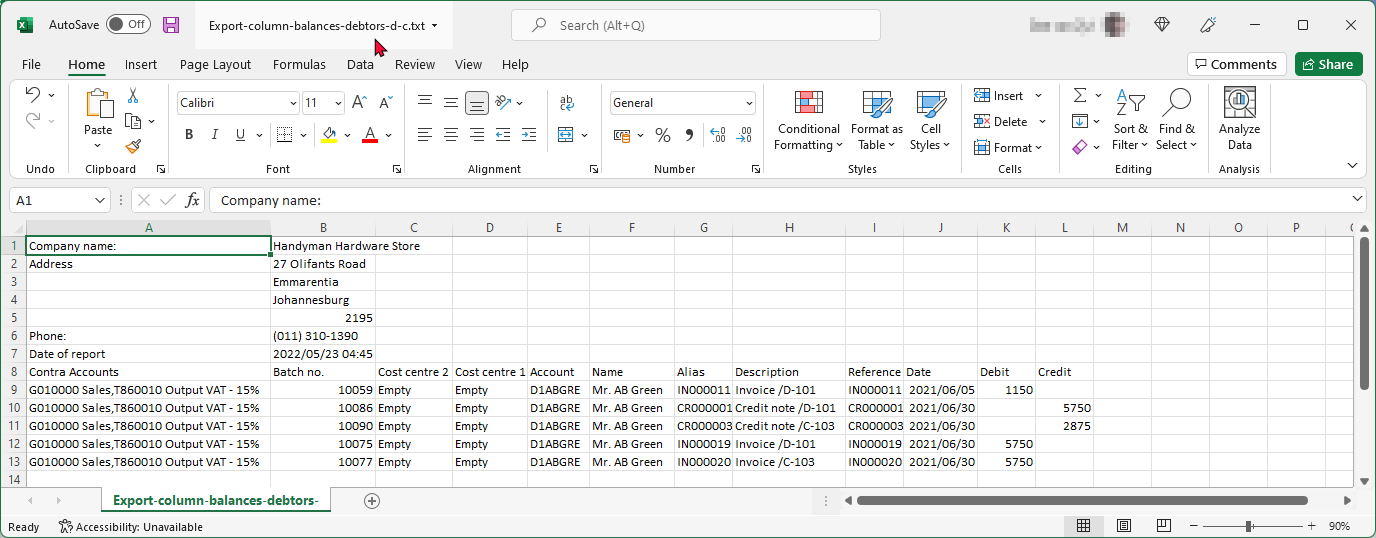 AutoSave Off Export-column-balances-debtors-d-c.txt Search (Alt+Q)
File Home Insert Page Layout Formulas Data Review View Help Comments Share
Calibri 11 General Insert
Paste Delete
B I U A Conditional Formatting Format as Table Cell Styles Format Sort & Filter Find & Select Analyze Data
Undo Clipboard Font Alignment Number Styles Cells Editing Analysis
A1 fx Company name:
A B C D E F G H I J K L M N O P
1 Company name: Handyman Hardware Store
2 Address 27 Olifants Road
3 Emmarentia
4 Johannesburg
5 2195
6 Phone: (011) 310-1390
7 Date of report 2022/05/23 04:45
8 Contra Accounts Batch no. Cost centre 2 Cost centre 1 Account Name Alias Description Reference Date Debit Credit
9 G010000 Sales,T860010 Output VAT - 15% 10059 Empty Empty D1ABGRE Mr. AB Green IN000011 Invoice /D-101 IN000011 2021/06/05 1150
10 G010000 Sales,T860010 Output VAT - 15% 10086 Empty Empty D1ABGRE Mr. AB Green CR000001 Credit note /D-101 CR000001 2021/06/30 5750
11 G010000 Sales,T860010 Output VAT - 15% 10090 Empty Empty D1ABGRE Mr. AB Green CR000003 Credit note /C-103 CR000003 2021/06/30 2875
12 G010000 Sales,T860010 Output VAT - 15% 10075 Empty Empty D1ABGRE Mr. AB Green IN000019 Invoice /D-101 IN000019 2021/06/30 5750
13 G010000 Sales,T860010 Output VAT - 15% 10077 Empty Empty D1ABGRE Mr. AB Green IN000020 Invoice /C-103 IN000020 2021/06/30 5750
14
Export-column-balances-debtors-
Ready Accessibility: Unavailable 90%